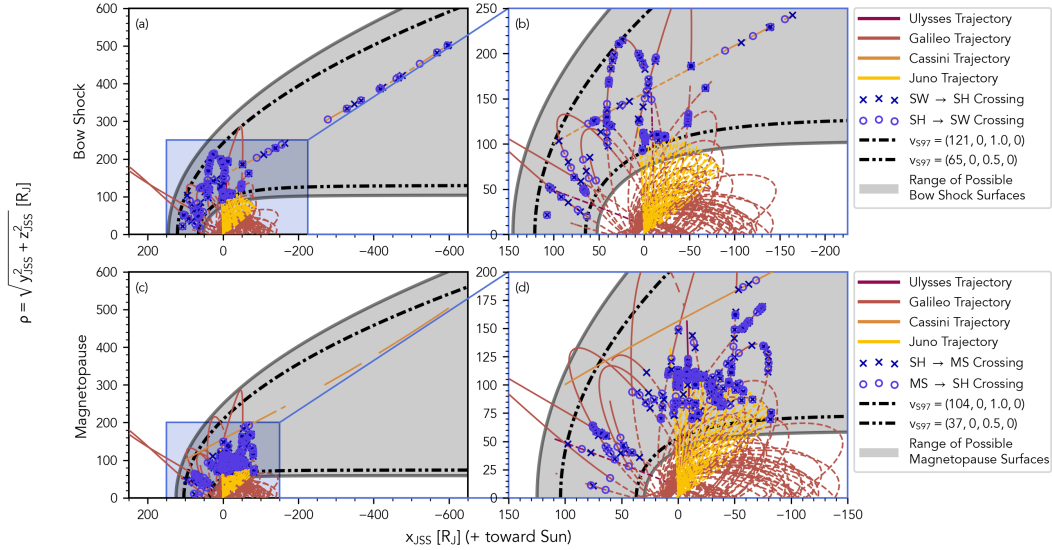 (a)
600
500
400
300
200
100
0
200
0
−200
−400
−600
Bow Shock
(b)
250
200
150
100
50
0
150
100
50
0
−50
−100
−150
−200
Ulysses Trajectory
Galileo Trajectory
Cassini Trajectory
Juno Trajectory
SW → SH Crossing
SH → SW Crossing
vS97 = (121, 0, 1.0, 0)
vS97 = (65, 0, 0.5, 0)
Range of Possible
Bow Shock Surfaces
ρ = √y²JSS + z²JSS [RJ]
(c)
600
500
400
300
200
100
0
200
0
−200
−400
−600
Magnetopause
(d)
200
175
150
125
100
75
50
25
0
150
100
50
0
−50
−100
−150
Ulysses Trajectory
Galileo Trajectory
Cassini Trajectory
Juno Trajectory
SH → MS Crossing
MS → SH Crossing
vS97 = (104, 0, 1.0, 0)
vS97 = (37, 0, 0.5, 0)
Range of Possible
Magnetopause Surfaces
xJSS [RJ] (+ toward Sun)